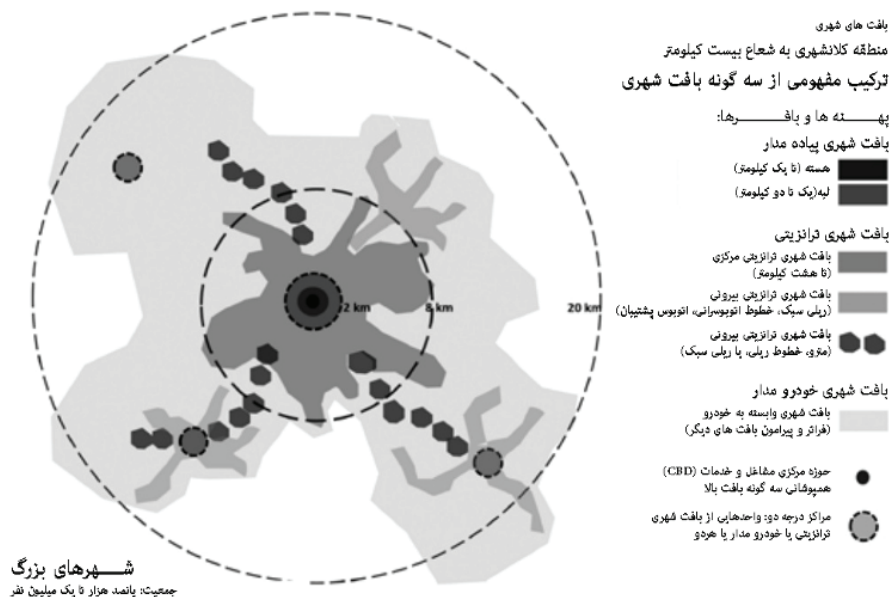 بافت های شهری
منطقه کلانشهری به شعاع بیست کیلومتر
ترکیب مفهومی از سه گونه بافت شهری
پهنه ها و بافرها:
بافت شهری پیاده مدار
هسته (تا یک کیلومتر)
لبه(یک تا دو کیلومتر)
بافت شهری ترانزیتی
بافت شهری ترانزیتی مرکزی
(تا هشت کیلومتر)
بافت شهری ترانزیتی بیرونی
(ریلی سبک، خطوط اتوبوسرانی، اتوبوس پشتیبان)
بافت شهری ترانزیتی بیرونی
(مترو، خطوط ریلی، یا ریلی سبک)
بافت شهری خودرو مدار
بافت شهری وابسته به خودرو
(فراتر و پیرامون بافت های دیگر)
حوزه مرکزی مشاغل و خدمات (CBD)
همپوشانی سه گونه بافت بالا
مراکز درجه دو: واحدهایی از بافت شهری
ترانزیتی یا خودرو مدار یا هردو
2 km
8 km
20 km
شهرهای بزرگ
جمعیت: پانصد هزار تا یک میلیون نفر